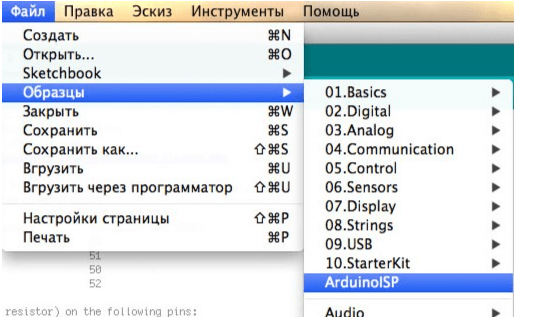 Файл Правка Эскиз Инструменты Помощь
Создать ⌘N
Открыть... ⌘O
Sketchbook ▶
Образцы ▶
Закрыть ⌘W
Сохранить ⌘S
Сохранить как... ⇧⌘S
Вгрузить ⌘U
Вгрузить через программатор ⇧⌘U
Настройки страницы ⇧⌘P
Печать ⌘P
01.Basics ▶
02.Digital ▶
03.Analog ▶
04.Communication ▶
05.Control ▶
06.Sensors ▶
07.Display ▶
08.Strings ▶
09.USB ▶
10.StarterKit ▶
ArduinoISP
Audio ▶
51
50
52
resistor) on the following pins: